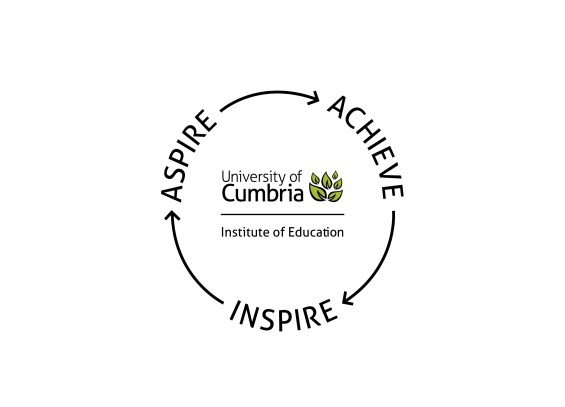 ASPIRE
ACHIEVE
INSPIRE
University of
Cumbria
Institute of Education